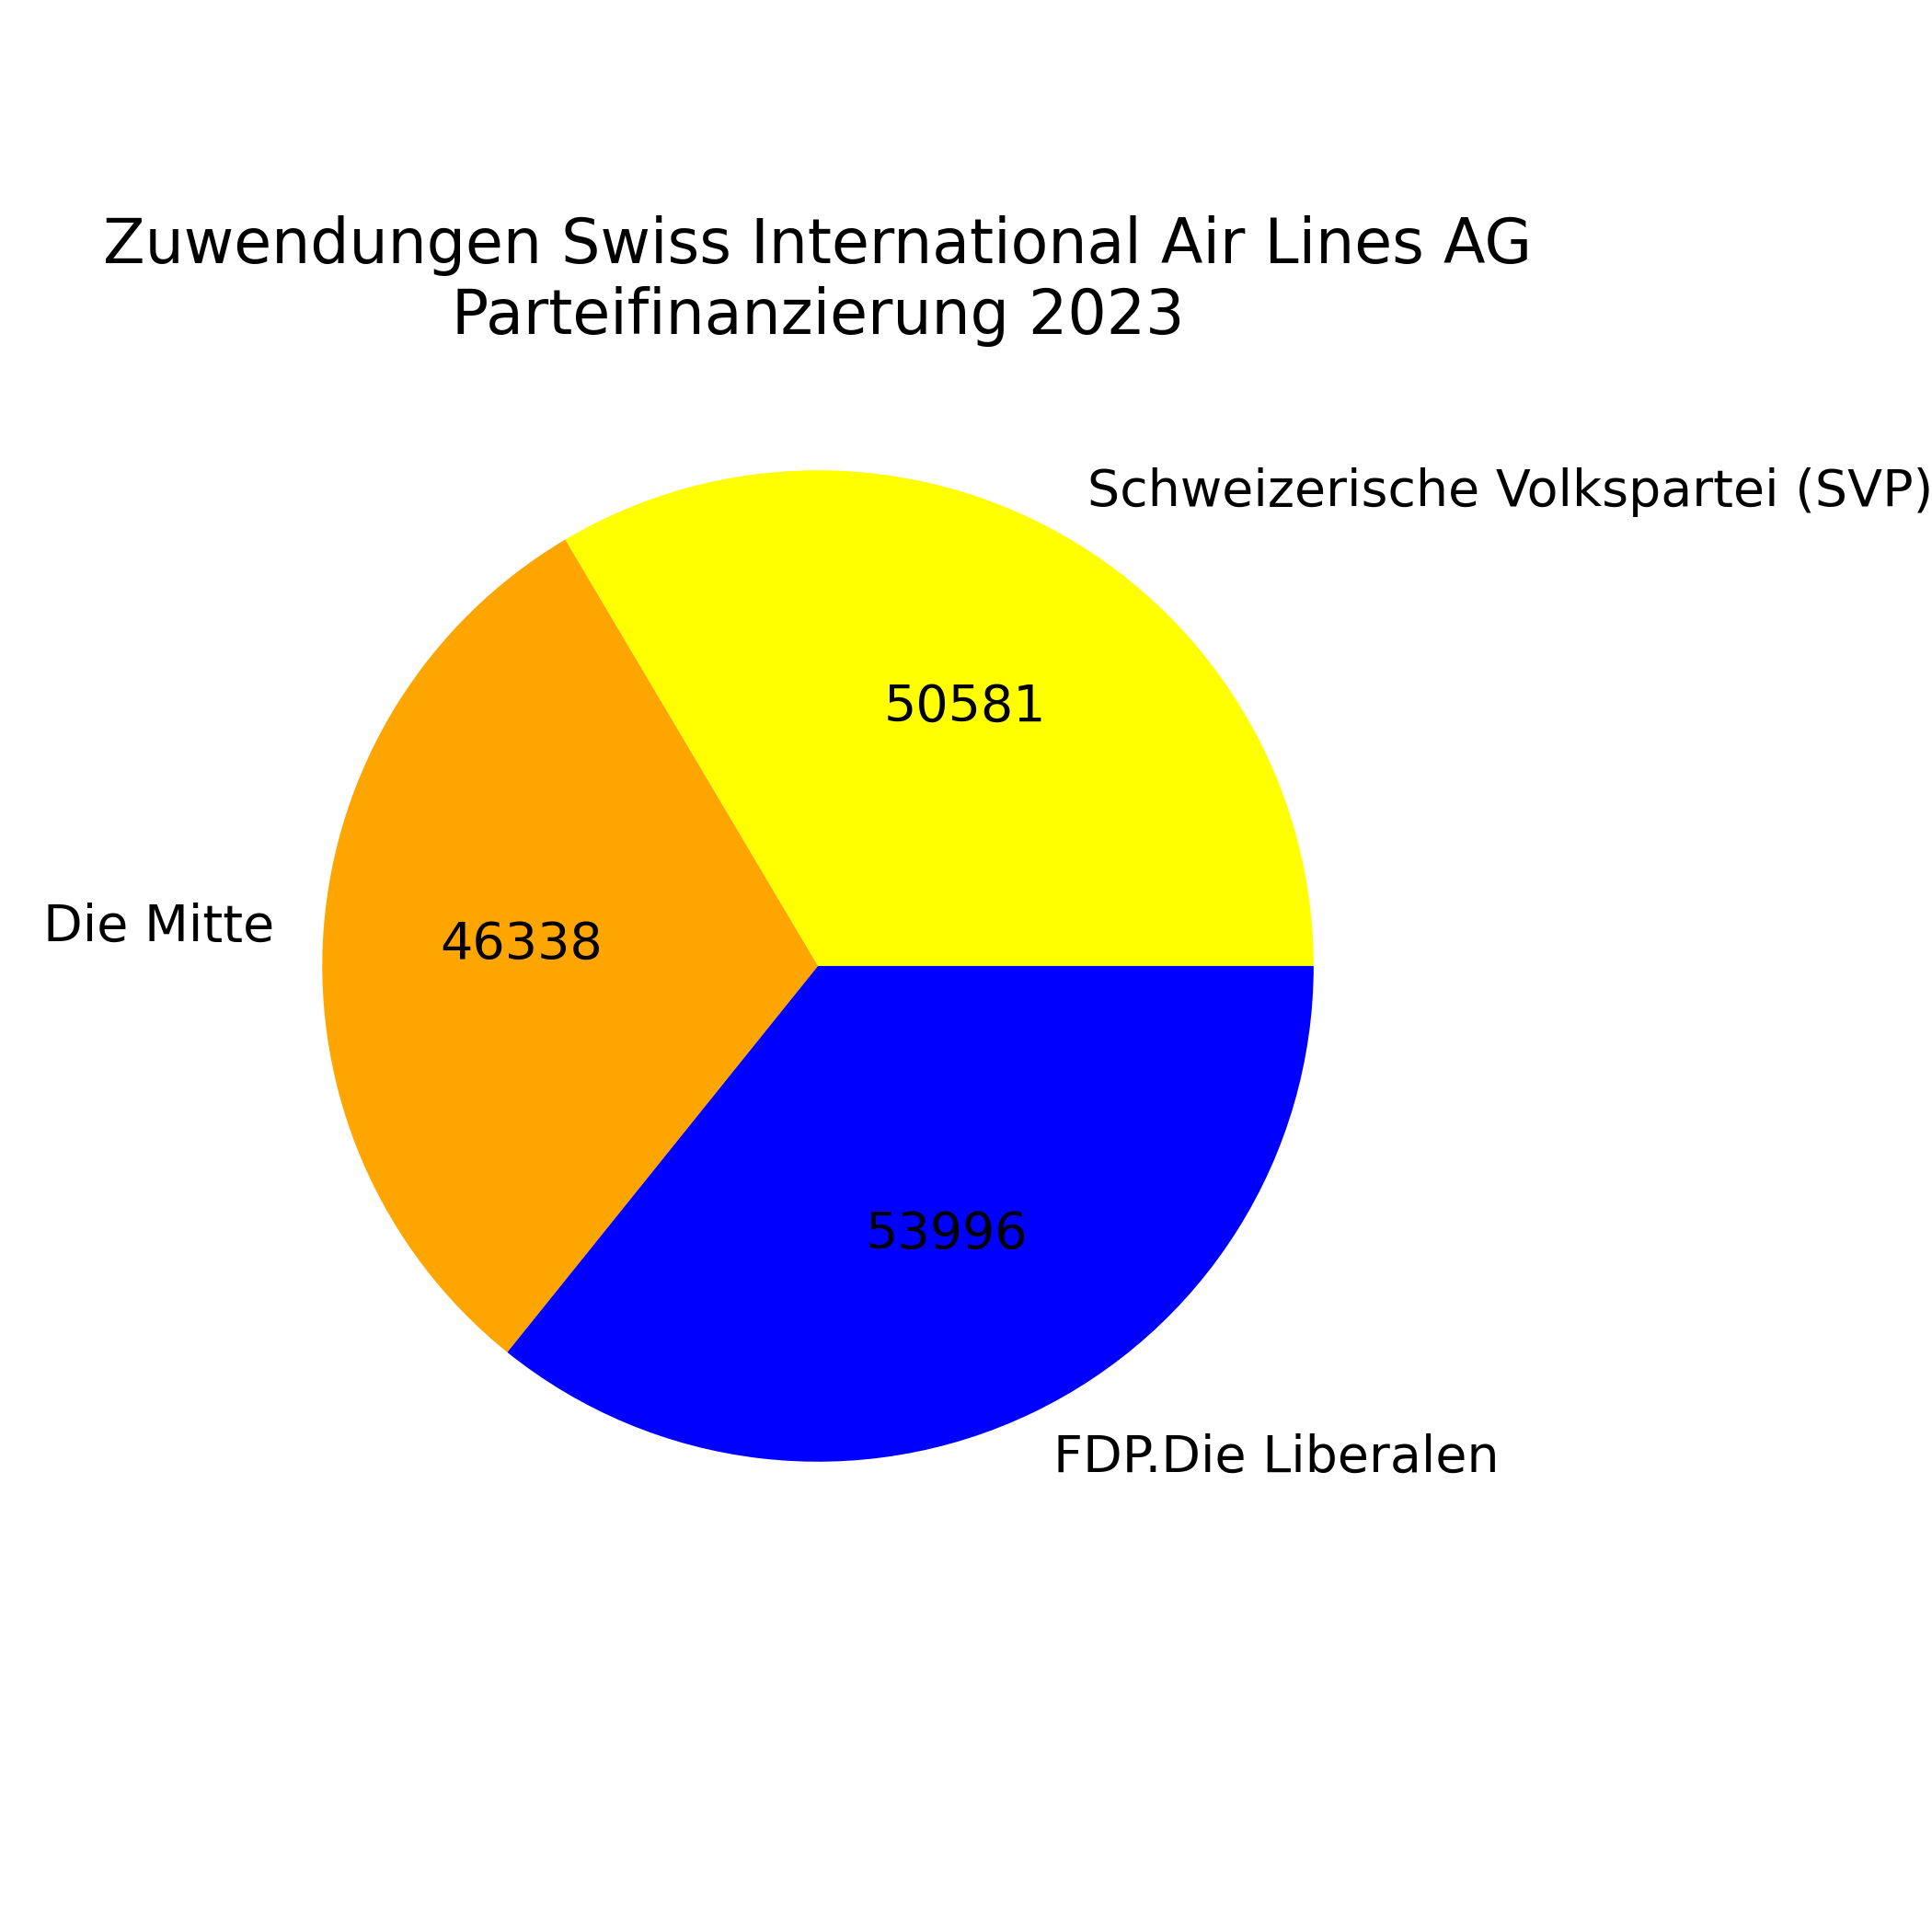 Zuwendungen Swiss International Air Lines AG
Parteifinanzierung 2023
Schweizerische Volkspartei (SVP)
50581
Die Mitte
46338
53996
FDP.Die Liberalen